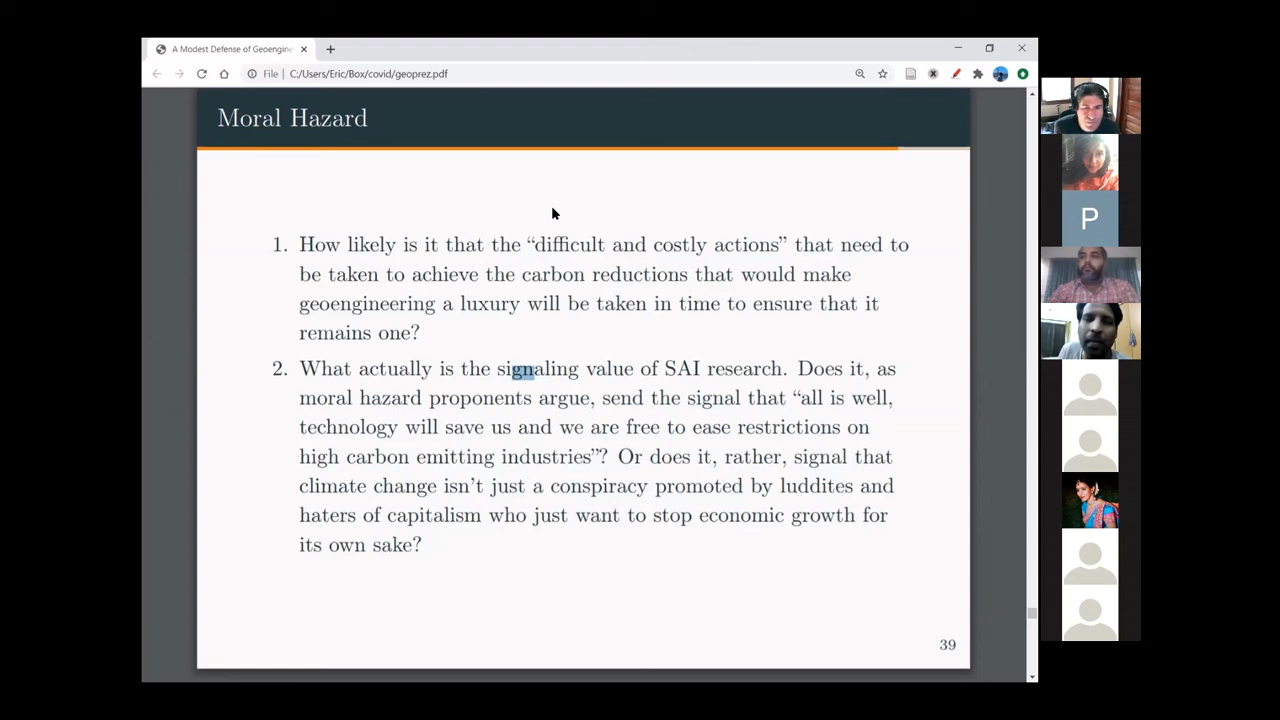 A Modest Defense of Geoengine
File
C:/Users/Eric/Box/covid/geoprez.pdf
Moral Hazard
1. How likely is it that the “difficult and costly actions” that need to
be taken to achieve the carbon reductions that would make
geoengineering a luxury will be taken in time to ensure that it
remains one?
2. What actually is the signaling value of SAI research. Does it, as
moral hazard proponents argue, send the signal that “all is well,
technology will save us and we are free to ease restrictions on
high carbon emitting industries”? Or does it, rather, signal that
climate change isn’t just a conspiracy promoted by luddites and
haters of capitalism who just want to stop economic growth for
its own sake?
39
P